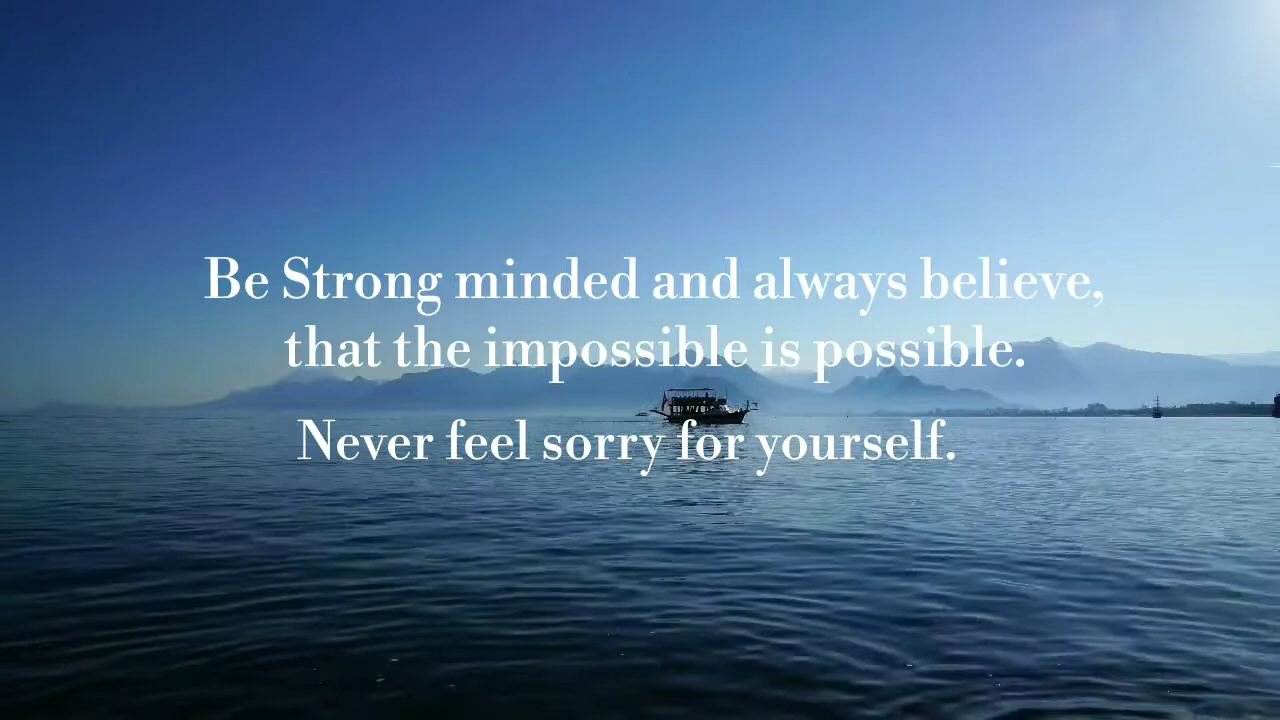 Be Strong minded and always believe,
that the impossible is possible.
Never feel sorry for yourself.